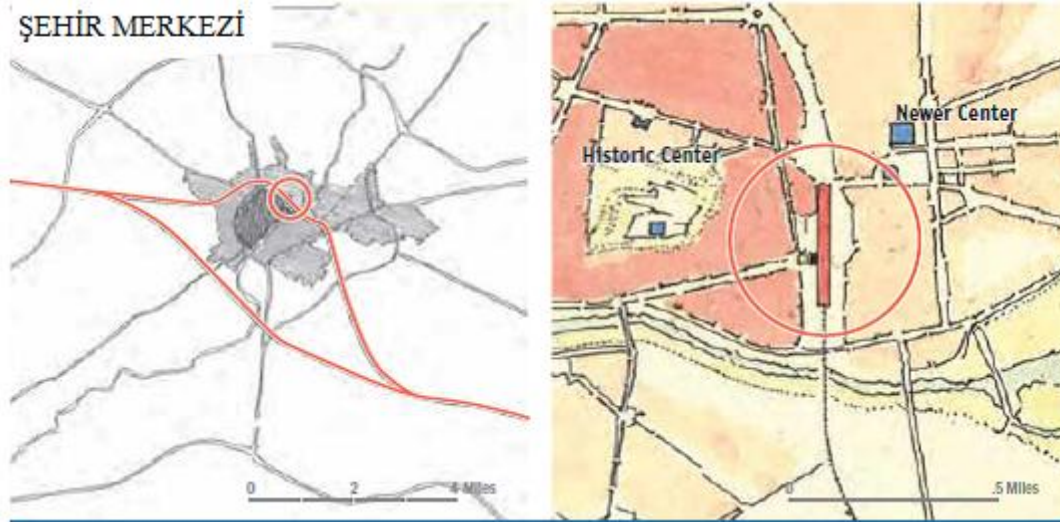 ŞEHİR MERKEZİ
Newer Center
Historic Center
0 2 4 Miles
0 .5 Miles